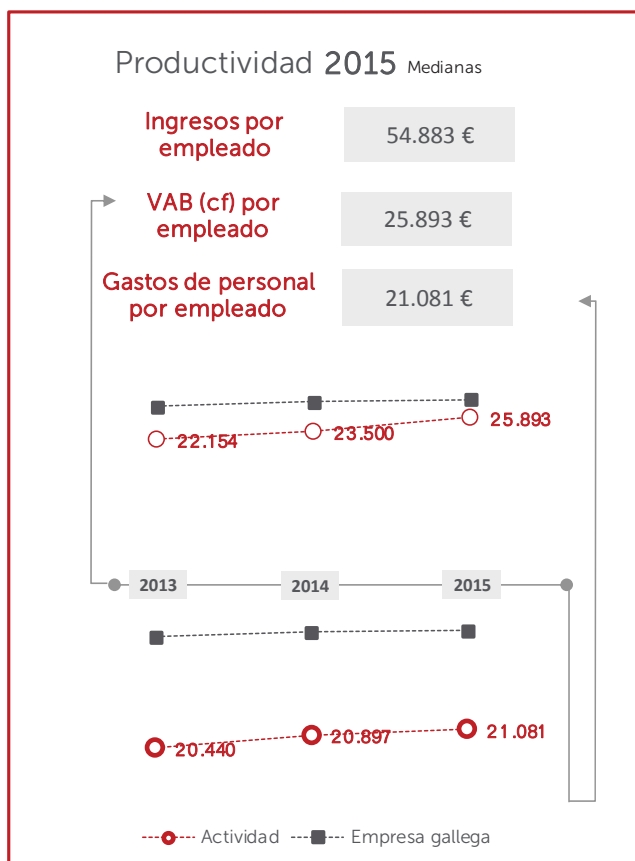 Productividad 2015 Medianas
Ingresos por
empleado
54.883 €
VAB (cf) por
empleado
25.893 €
Gastos de personal
por empleado
21.081 €
22.154
23.500
25.893
2013
2014
2015
20.440
20.897
21.081
Actividad
Empresa gallega